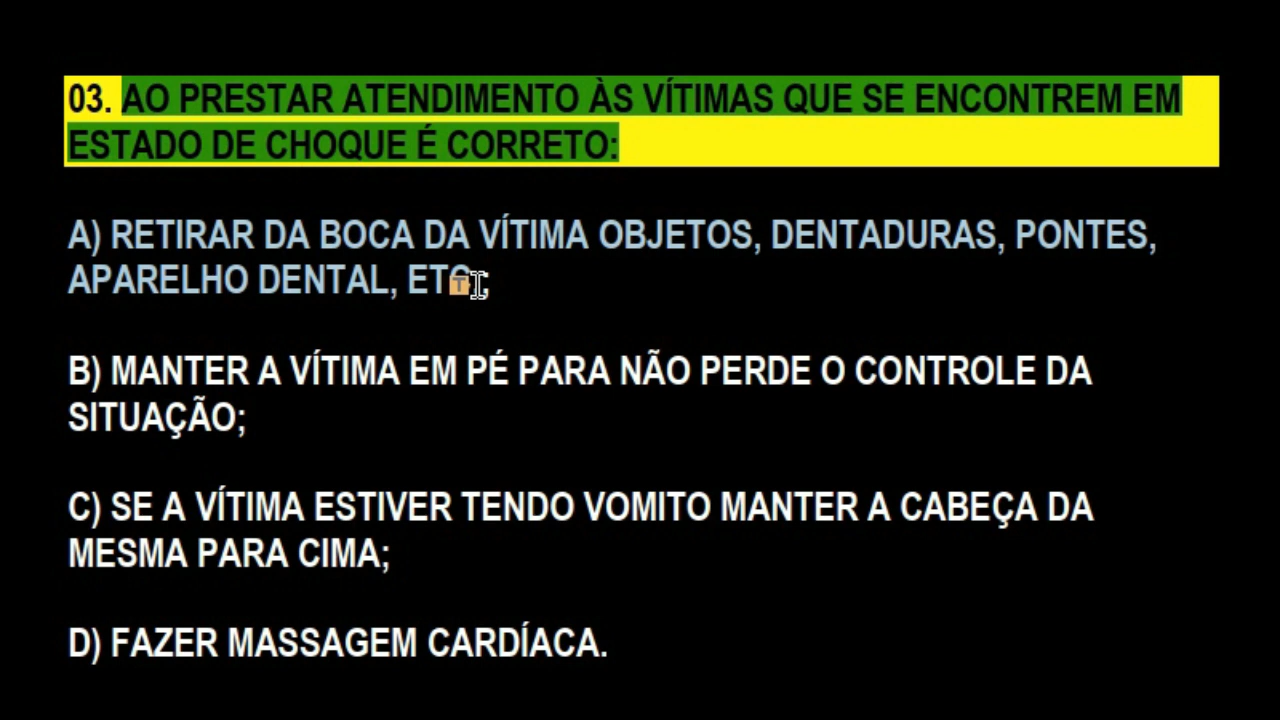 03. AO PRESTAR ATENDIMENTO ÀS VÍTIMAS QUE SE ENCONTREM EM
ESTADO DE CHOQUE É CORRETO:
A) RETIRAR DA BOCA DA VÍTIMA OBJETOS, DENTADURAS, PONTES,
APARELHO DENTAL, ETC;
B) MANTER A VÍTIMA EM PÉ PARA NÃO PERDE O CONTROLE DA
SITUAÇÃO;
C) SE A VÍTIMA ESTIVER TENDO VOMITO MANTER A CABEÇA DA
MESMA PARA CIMA;
D) FAZER MASSAGEM CARDÍACA.